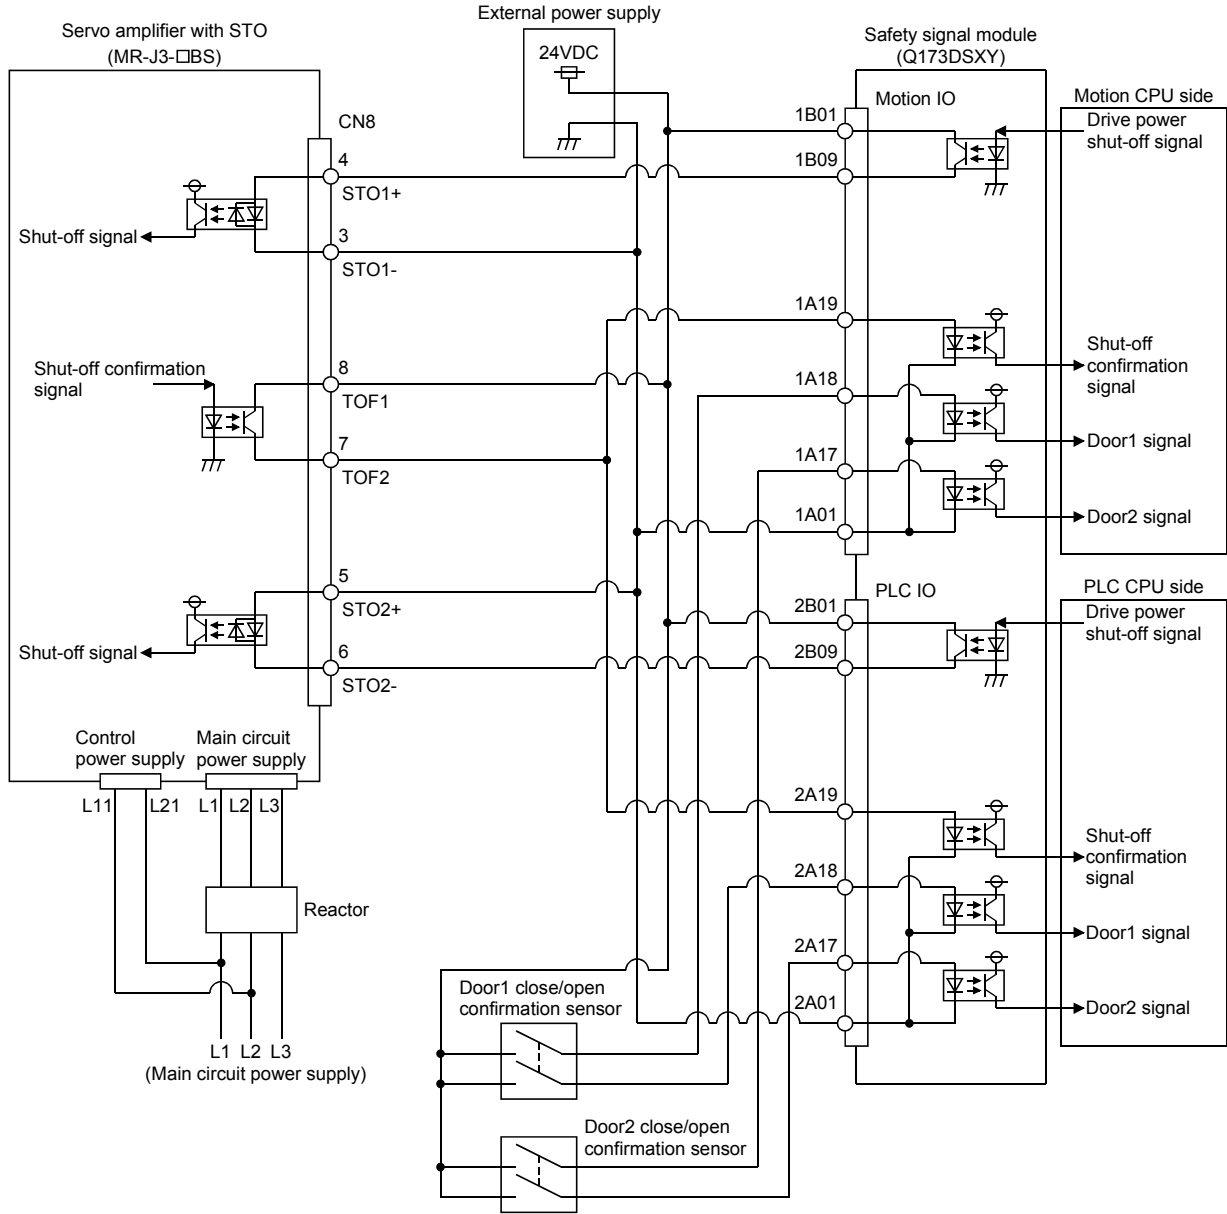 External power supply
24VDC
Servo amplifier with STO
(MR-J3-□BS)
CN8
4
STO1+
3
STO1-
Shut-off signal
Shut-off confirmation
signal
8
TOF1
7
TOF2
5
STO2+
6
STO2-
Shut-off signal
Control
power supply
Main circuit
power supply
L11
L21
L1
L2
L3
Reactor
L1 L2 L3
(Main circuit power supply)
Safety signal module
(Q173DSXY)
Motion IO
1B01
1B09
1A19
1A18
1A17
1A01
Motion CPU side
Drive power
shut-off signal
Shut-off
confirmation
signal
Door1 signal
Door2 signal
PLC IO
2B01
2B09
2A19
2A18
2A17
2A01
PLC CPU side
Drive power
shut-off signal
Shut-off
confirmation
signal
Door1 signal
Door2 signal
Door1 close/open
confirmation sensor
Door2 close/open
confirmation sensor